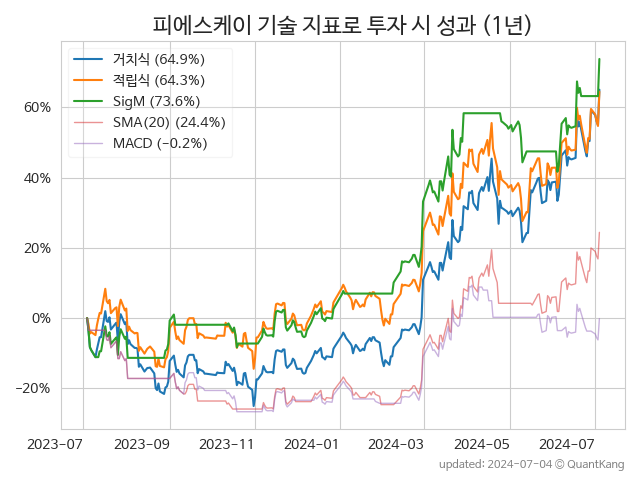 피에스케이 기술 지표로 투자 시 성과 (1년)
거치식 (64.9%)
적립식 (64.3%)
SigM (73.6%)
SMA(20) (24.4%)
MACD (−0.2%)
60%
40%
20%
0%
−20%
2023−07 2023−09 2023−11 2024−01 2024−03 2024−05 2024−07
updated: 2024−07−04 © QuantKang